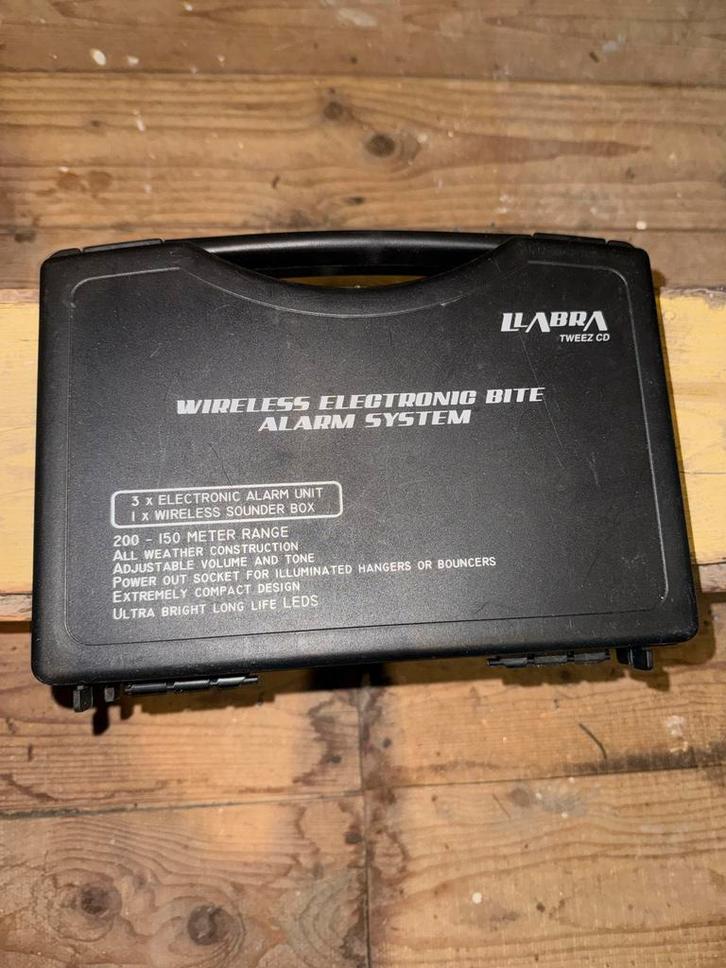 LLABRA
TWEEZ CD
WIRELESS ELECTRONIC BITE
ALARM SYSTEM
3 x ELECTRONIC ALARM UNIT
1 x WIRELESS SOUNDER BOX
200 - 150 METER RANGE
ALL WEATHER CONSTRUCTION
ADJUSTABLE VOLUME AND TONE
POWER OUT SOCKET FOR ILLUMINATED HANGERS OR BOUNCERS
EXTREMELY COMPACT DESIGN
ULTRA BRIGHT LONG LIFE LEDS